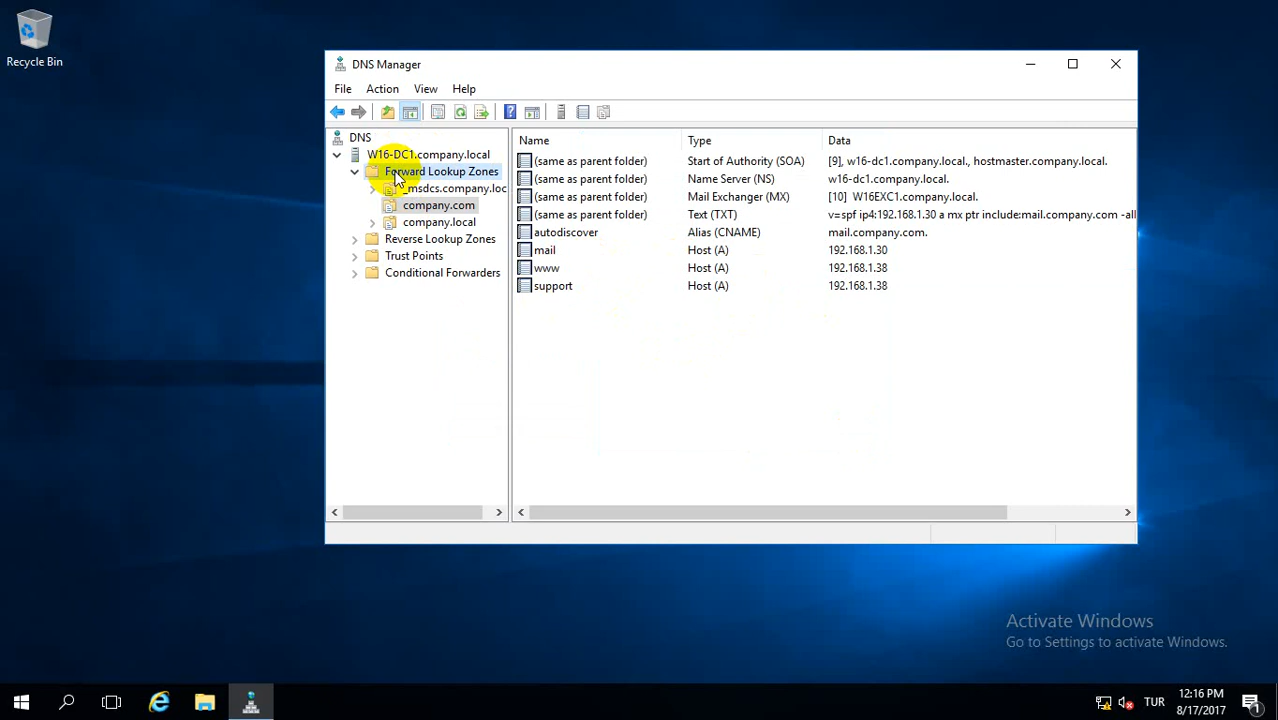 Recycle Bin
DNS Manager
File Action View Help
DNS
W16-DC1.company.local
Forward Lookup Zones
_msdcs.company.loc
company.com
company.local
Reverse Lookup Zones
Trust Points
Conditional Forwarders
Name Type Data
(same as parent folder) Start of Authority (SOA) [9], w16-dc1.company.local., hostmaster.company.local.
(same as parent folder) Name Server (NS) w16-dc1.company.local.
(same as parent folder) Mail Exchanger (MX) [10] W16EXC1.company.local.
(same as parent folder) Text (TXT) v=spf ip4:192.168.1.30 a mx ptr include:mail.company.com -all
autodiscover Alias (CNAME) mail.company.com.
mail Host (A) 192.168.1.30
www Host (A) 192.168.1.38
support Host (A) 192.168.1.38
Activate Windows
Go to Settings to activate Windows.
TUR
12:16 PM
8/17/2017
1